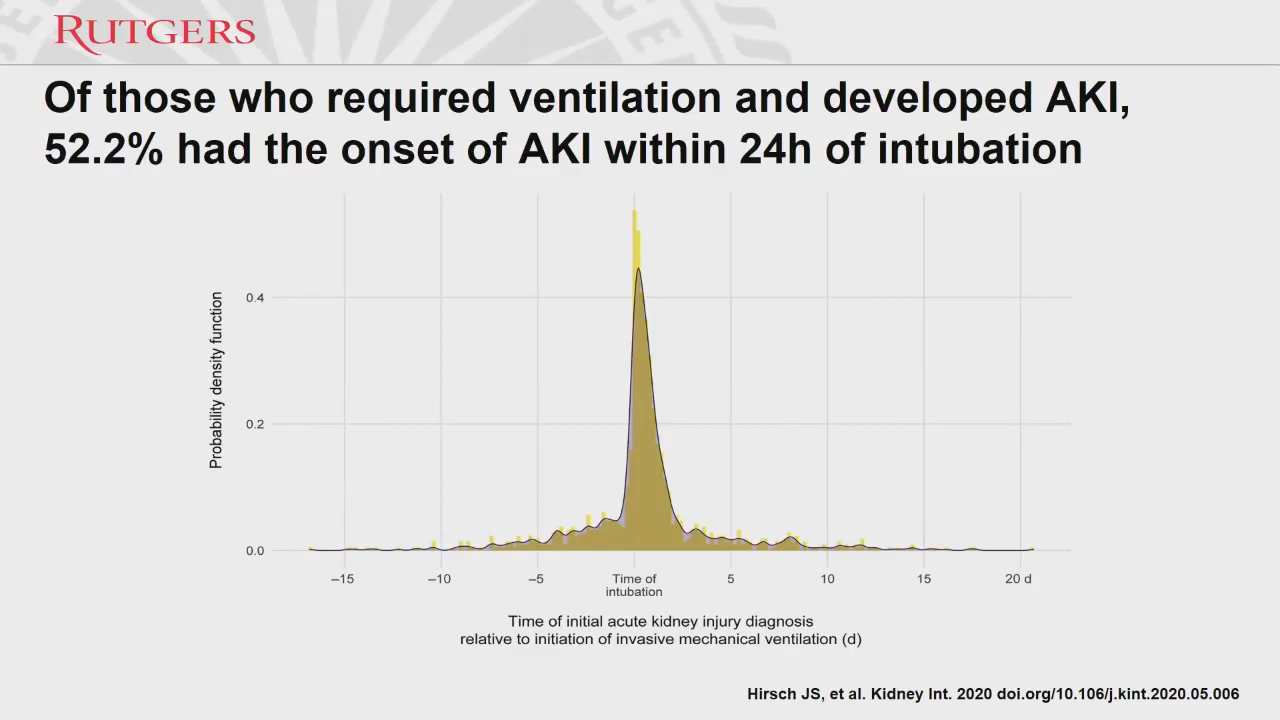 RUTGERS
Of those who required ventilation and developed AKI,
52.2% had the onset of AKI within 24h of intubation
Probability density function
0.4
0.2
0.0
–15
–10
–5
Time of
intubation
5
10
15
20 d
Time of initial acute kidney injury diagnosis
relative to initiation of invasive mechanical ventilation (d)
Hirsch JS, et al. Kidney Int. 2020 doi.org/10.106/j.kint.2020.05.006